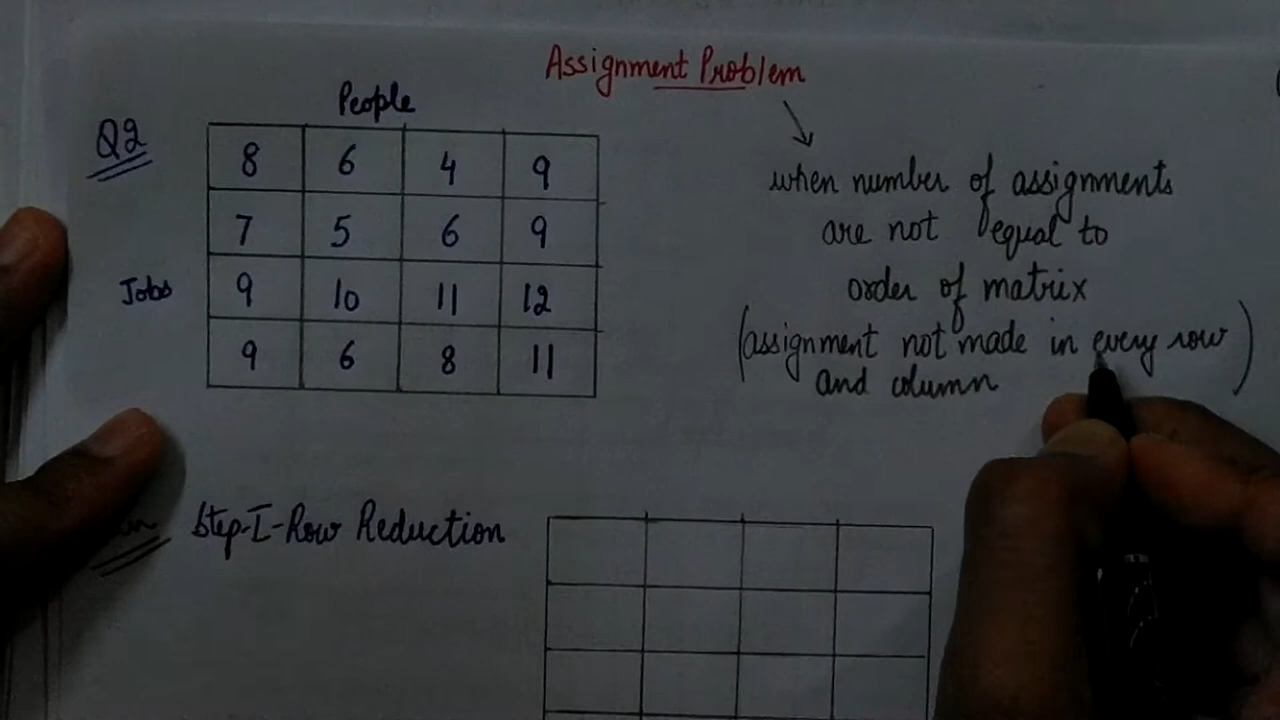 Assignment Problem
People
Q2
8 6 4 9
7 5 6 9
Jobs
9 10 11 12
9 6 8 11
when number of assignments
are not equal to
order of matrix
(assignment not made in every row
and column)
Step-I-Row Reduction